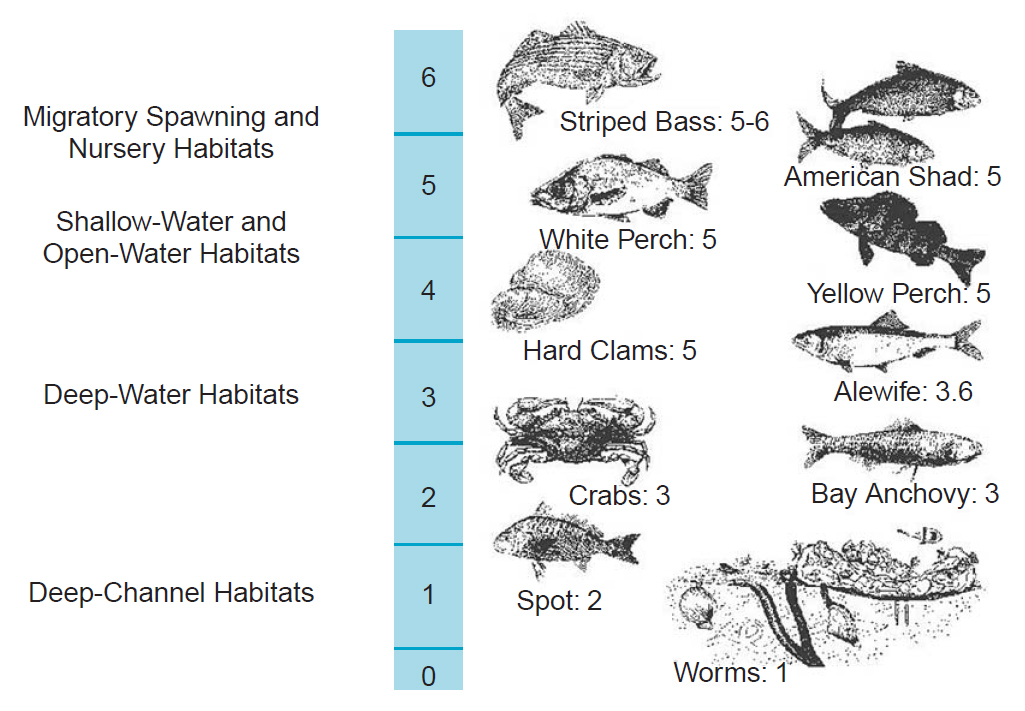 Migratory Spawning and
Nursery Habitats
Shallow-Water and
Open-Water Habitats
Deep-Water Habitats
Deep-Channel Habitats
6
5
4
3
2
1
0
Striped Bass: 5-6
American Shad: 5
White Perch: 5
Yellow Perch: 5
Hard Clams: 5
Alewife: 3.6
Crabs: 3
Bay Anchovy: 3
Spot: 2
Worms: 1